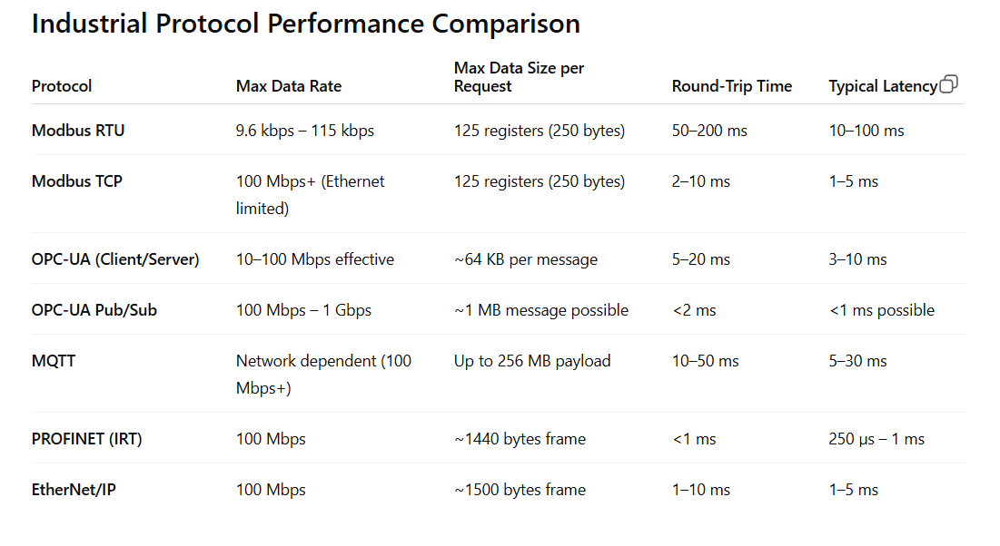 Industrial Protocol Performance Comparison
Protocol Max Data Rate Max Data Size per Request Round-Trip Time Typical Latency
Modbus RTU 9.6 kbps – 115 kbps 125 registers (250 bytes) 50–200 ms 10–100 ms
Modbus TCP 100 Mbps+ (Ethernet limited) 125 registers (250 bytes) 2–10 ms 1–5 ms
OPC-UA (Client/Server) 10–100 Mbps effective ~64 KB per message 5–20 ms 3–10 ms
OPC-UA Pub/Sub 100 Mbps – 1 Gbps ~1 MB message possible <2 ms <1 ms possible
MQTT Network dependent (100 Mbps+) Up to 256 MB payload 10–50 ms 5–30 ms
PROFINET (IRT) 100 Mbps ~1440 bytes frame <1 ms 250 µs – 1 ms
EtherNet/IP 100 Mbps ~1500 bytes frame 1–10 ms 1–5 ms